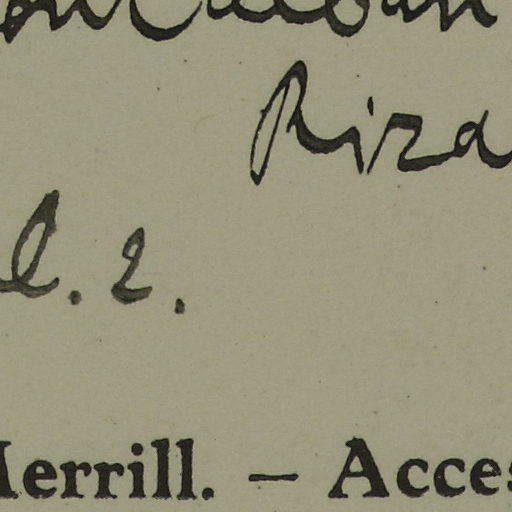 Riza
l. 2.
Merrill. — Acces